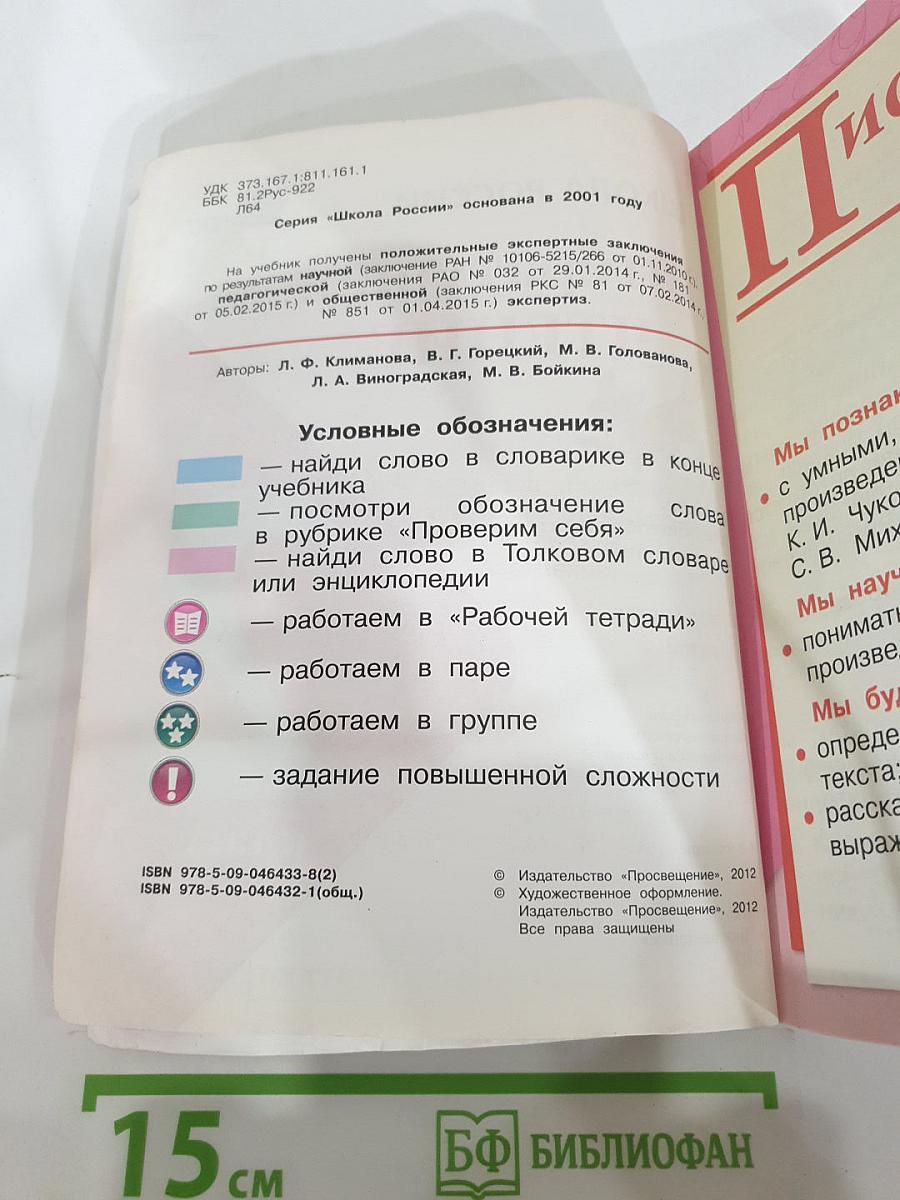 УДК 373.167.1:811.161.1
ББК 81.2Рус-922
Л64
Серия «Школа России» основана в 2001 году
На учебник получены положительные экспертные заключения
по результатам научной (заключение РАН № 10106-5215/266 от 01.11.2010 г.),
педагогической (заключения РАО № 032 от 29.01.2014 г., № 181
от 05.02.2015 г.) и общественной (заключения РКС № 81 от 07.02.2014 г.,
№ 851 от 01.04.2015 г.) экспертиз.
Авторы: Л. Ф. Климанова, В. Г. Горецкий, М. В. Голованова,
Л. А. Виноградская, М. В. Бойкина
Условные обозначения:
— найди слово в словарике в конце
учебника
— посмотри обозначение слова
в рубрике «Проверим себя»
— найди слово в Толковом словаре
или энциклопедии
— работаем в «Рабочей тетради»
— работаем в паре
— работаем в группе
— задание повышенной сложности
ISBN 978-5-09-046433-8(2)
ISBN 978-5-09-046432-1(общ.)
© Издательство «Просвещение», 2012
© Художественное оформление.
Издательство «Просвещение», 2012
Все права защищены
Пис
Мы познак
• с умными,
произведе
К. И. Чуко
С. В. Мих
Мы науч
• понимать
произве
Мы буд
• опреде
текста;
• расска
выраж
15 см
БФ БИБЛИОФАН